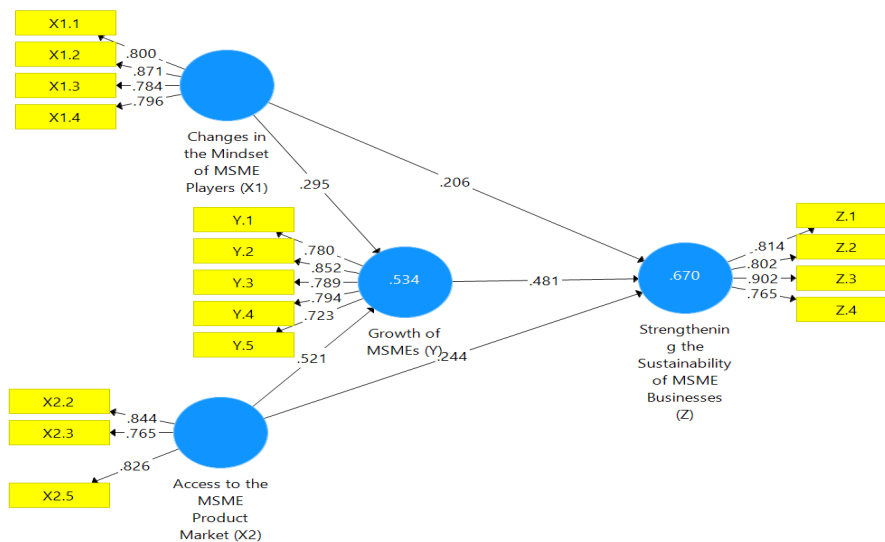 X1.1
X1.2
X1.3
X1.4
.800
.871
.784
.796
Changes in
the Mindset
of MSME
Players (X1)
.295
.206
Y.1
Y.2
Y.3
Y.4
Y.5
.780
.852
.789
.794
.723
.534
Growth of
MSMEs (Y)
.481
.521
.244
.670
Strengthenin
g the
Sustainability
of MSME
Businesses
(Z)
.814
.802
.902
.765
Z.1
Z.2
Z.3
Z.4
X2.2
X2.3
X2.5
.844
.765
.826
Access to the
MSME
Product
Market (X2)